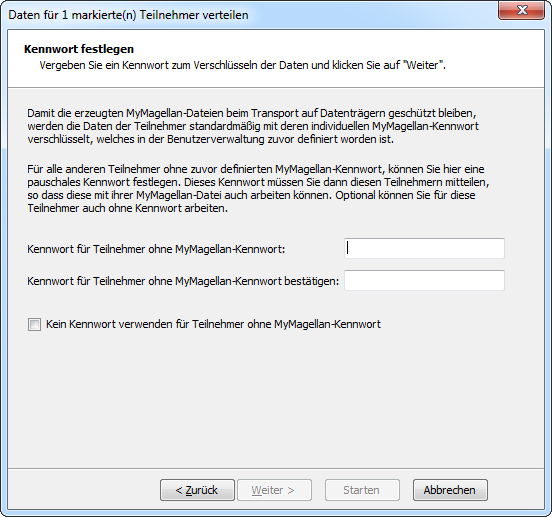 Daten für 1 markierte(n) Teilnehmer verteilen
Kennwort festlegen
Vergeben Sie ein Kennwort zum Verschlüsseln der Daten und klicken Sie auf "Weiter".
Damit die erzeugten MyMagellan-Dateien beim Transport auf Datenträgern geschützt bleiben,
werden die Daten der Teilnehmer standardmäßig mit deren individuellen MyMagellan-Kennwort
verschlüsselt, welches in der Benutzerverwaltung zuvor definiert worden ist.
Für alle anderen Teilnehmer ohne zuvor definierten MyMagellan-Kennwort, können Sie hier eine
pauschales Kennwort festlegen. Dieses Kennwort müssen Sie dann diesen Teilnehmern mitteilen,
so dass diese mit ihrer MyMagellan-Datei auch arbeiten können. Optional können Sie für diese
Teilnehmer auch ohne Kennwort arbeiten.
Kennwort für Teilnehmer ohne MyMagellan-Kennwort:
Kennwort für Teilnehmer ohne MyMagellan-Kennwort bestätigen:
Kein Kennwort verwenden für Teilnehmer ohne MyMagellan-Kennwort
< Zurück Weiter > Starten Abbrechen